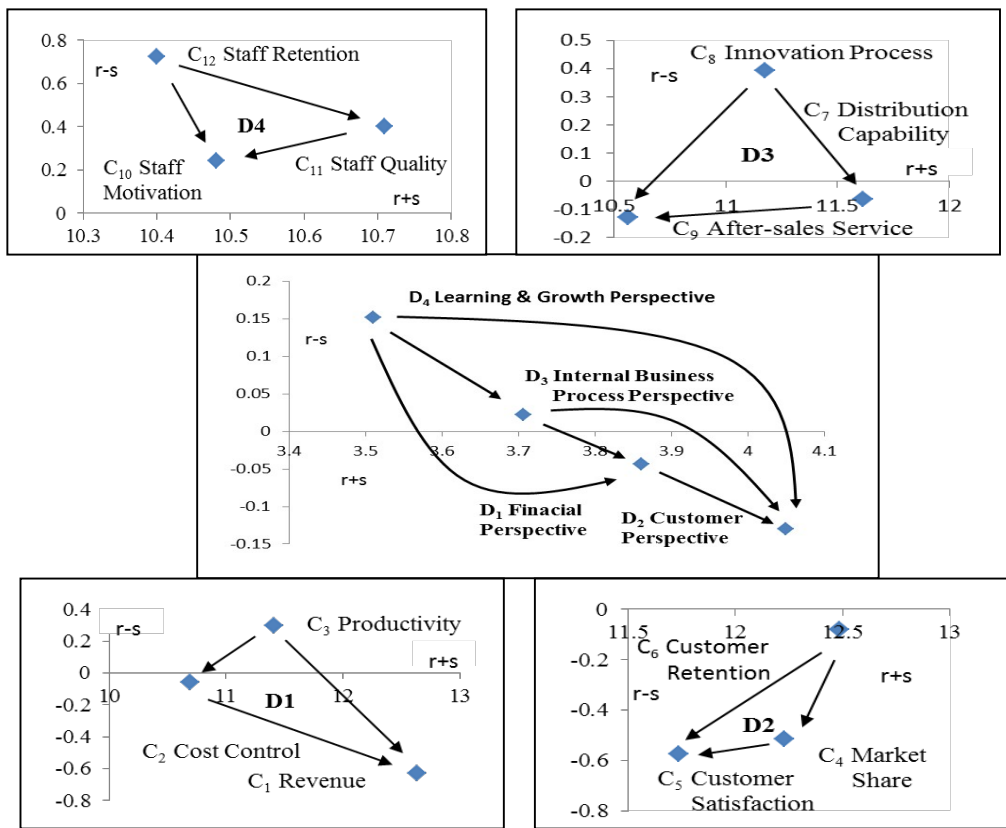 0.8
0.6
0.4
0.2
0
r-s
C12 Staff Retention
D4
C10 Staff
Motivation
C11 Staff Quality
r+s
10.3 10.4 10.5 10.6 10.7 10.8
0.5
0.4
0.3
0.2
0.1
0
-0.1
-0.2
C8 Innovation Process
r-s
C7 Distribution
Capability
D3
r+s
10.5 11 11.5 12
C9 After-sales Service
0.2
0.15
0.1
0.05
0
-0.05
-0.1
-0.15
D4 Learning & Growth Perspective
r-s
D3 Internal Business
Process Perspective
3.4 3.5 3.6 3.7 3.8 3.9 4 4.1
r+s
D1 Finacial
Perspective
D2 Customer
Perspective
0.4
0.2
0
-0.2
-0.4
-0.6
-0.8
r-s
C3 Productivity
r+s
10 11 12 13
D1
C2 Cost Control
C1 Revenue
0
-0.2
-0.4
-0.6
-0.8
11.5 12 12.5 13
C6 Customer
Retention
r+s
r-s
D2
C4 Market
Share
C5 Customer
Satisfaction